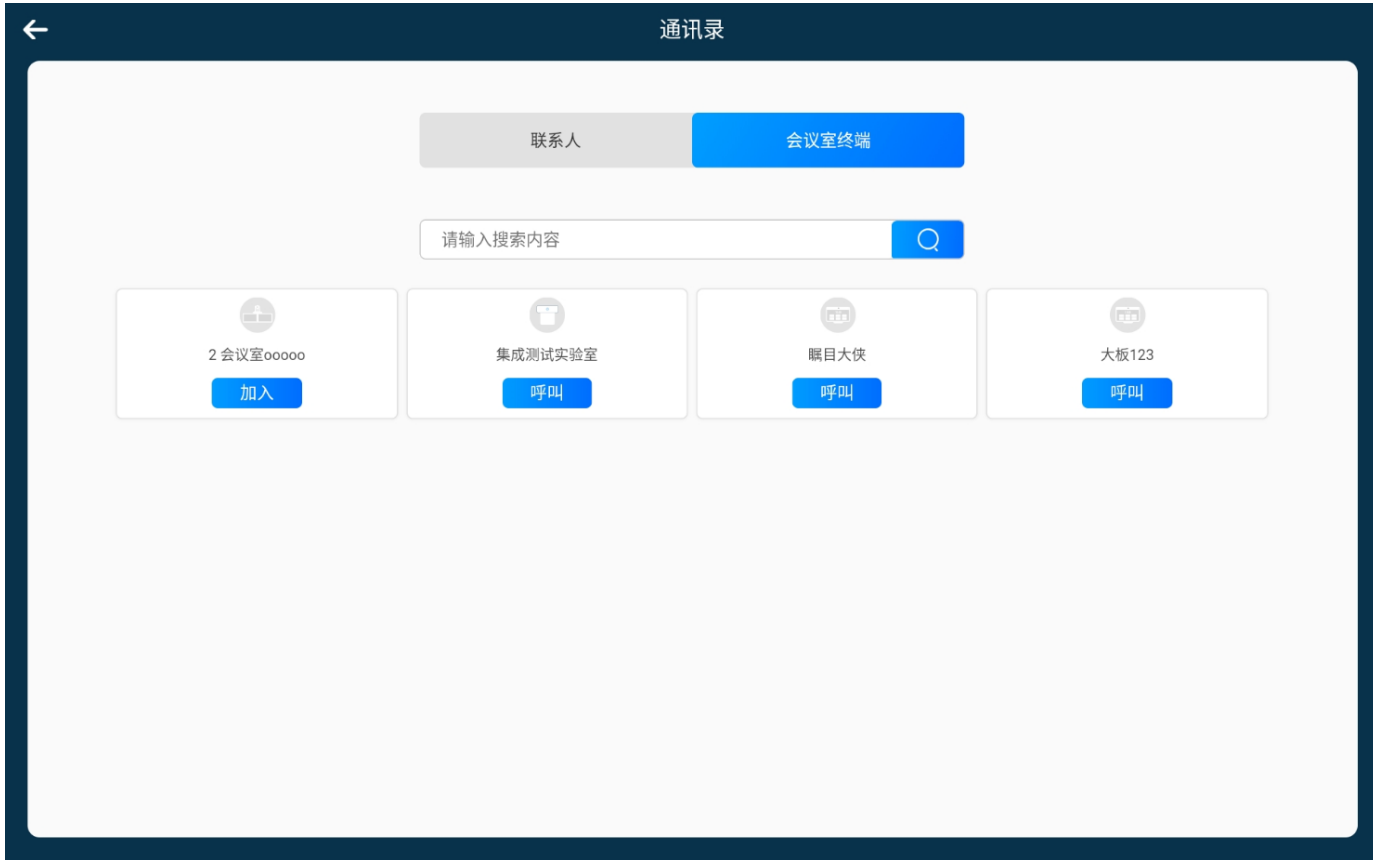 通讯录
联系人
会议室终端
请输入搜索内容
2 会议室ooooo
集成测试实验室
瞩目大侠
大板123
加入
呼叫
呼叫
呼叫